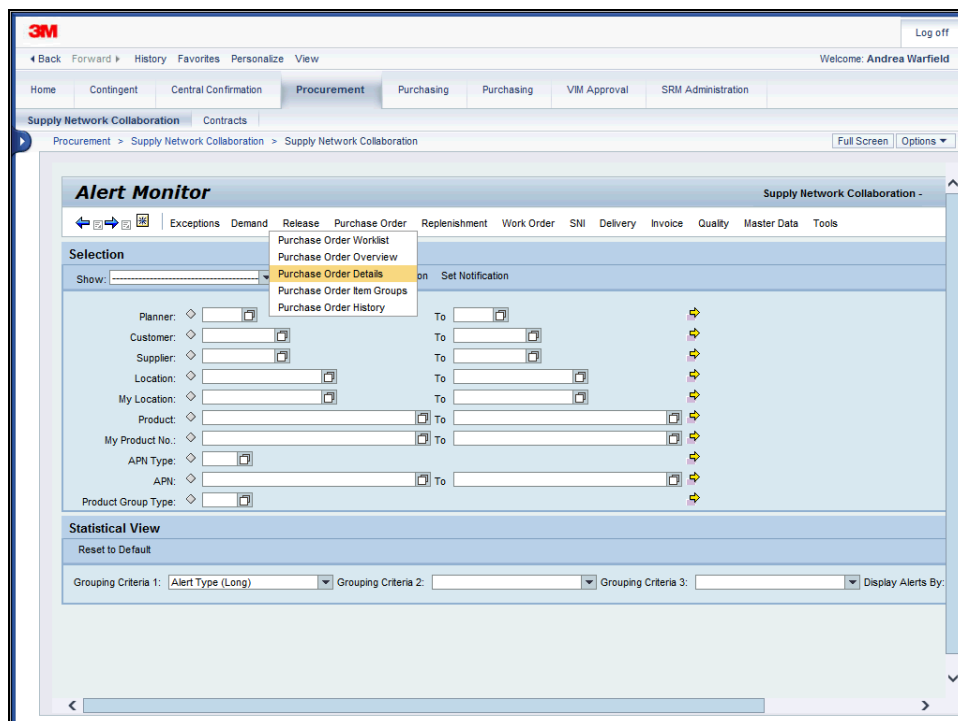 3M
Log off
Back Forward History Favorites Personalize View
Welcome: Andrea Warfield
Home Contingent Central Confirmation Procurement Purchasing Purchasing VIM Approval SRM Administration
Supply Network Collaboration Contracts
Procurement > Supply Network Collaboration > Supply Network Collaboration
Full Screen Options
Alert Monitor
Supply Network Collaboration -
Exceptions Demand Release Purchase Order Replenishment Work Order SNI Delivery Invoice Quality Master Data Tools
Purchase Order Worklist
Purchase Order Overview
Purchase Order Details
Purchase Order Item Groups
Purchase Order History
Selection
Show: on Set Notification
Planner: To
Customer: To
Supplier: To
Location: To
My Location: To
Product: To
My Product No.: To
APN Type:
APN: To
Product Group Type:
Statistical View
Reset to Default
Grouping Criteria 1: Alert Type (Long) Grouping Criteria 2: Grouping Criteria 3: Display Alerts By: